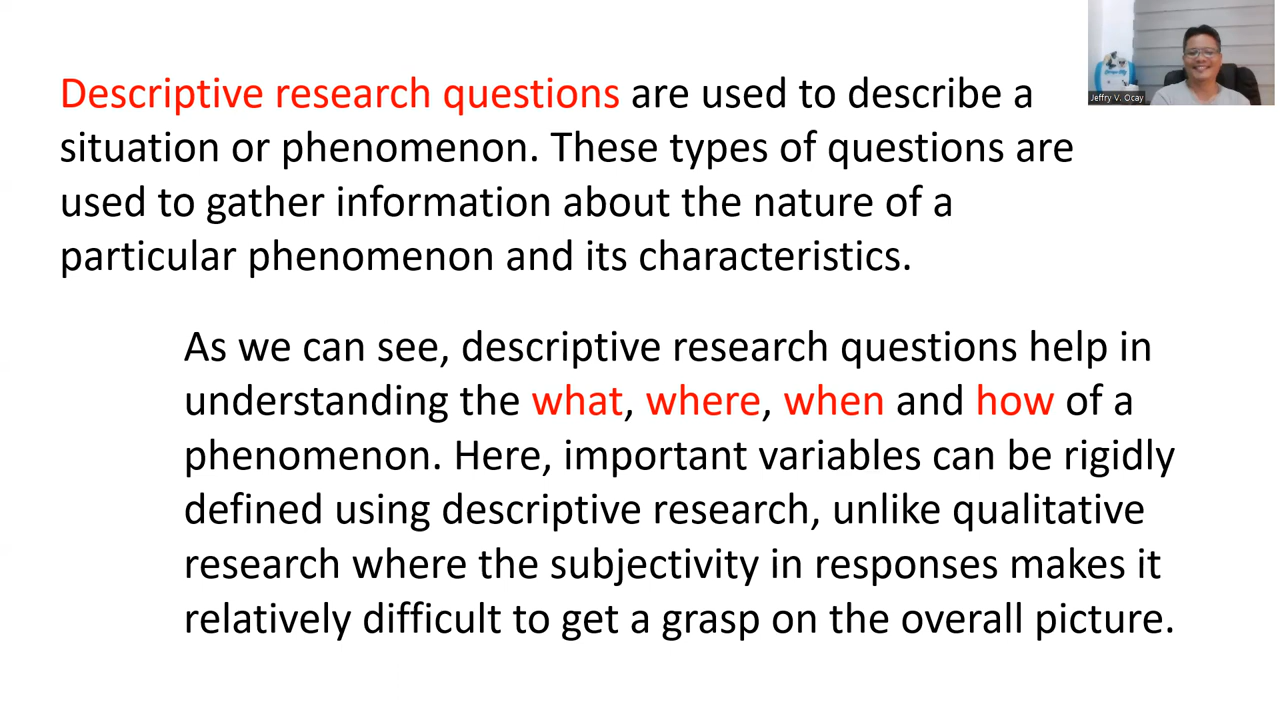 Descriptive research questions are used to describe a
situation or phenomenon. These types of questions are
used to gather information about the nature of a
particular phenomenon and its characteristics.
As we can see, descriptive research questions help in
understanding the what, where, when and how of a
phenomenon. Here, important variables can be rigidly
defined using descriptive research, unlike qualitative
research where the subjectivity in responses makes it
relatively difficult to get a grasp on the overall picture.
Jeffry V. Ocay